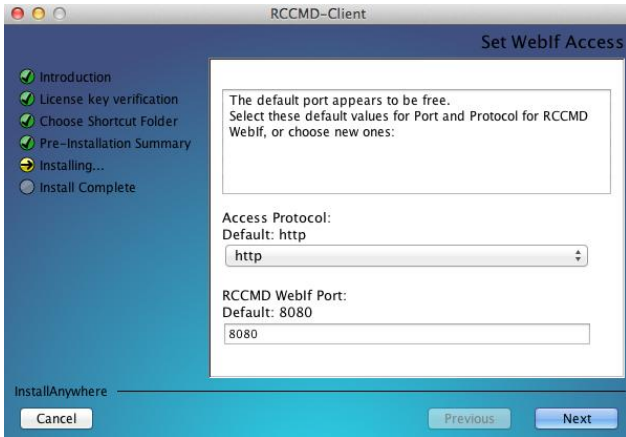 RCCMD-Client
Set WebIf Access
Introduction
License key verification
Choose Shortcut Folder
Pre-Installation Summary
Installing...
Install Complete
The default port appears to be free.
Select these default values for Port and Protocol for RCCMD
WebIf, or choose new ones:
Access Protocol:
Default: http
http
RCCMD WebIf Port:
Default: 8080
8080
InstallAnywhere
Cancel
Previous
Next